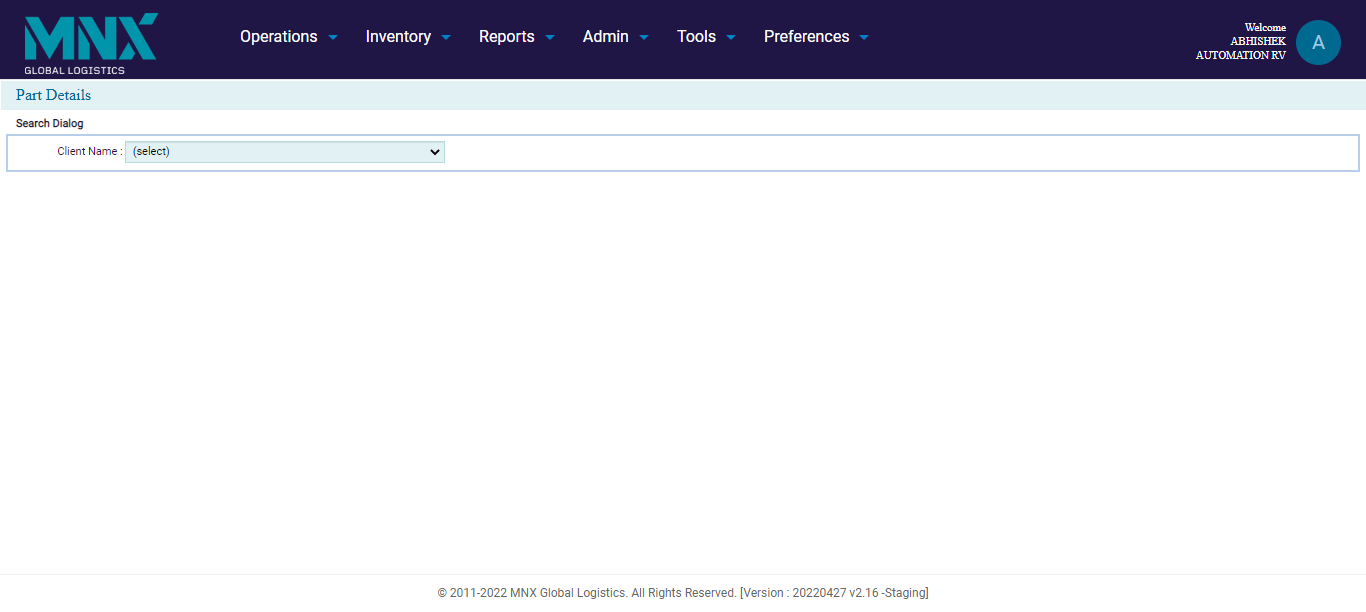 MNX
GLOBAL LOGISTICS
Operations Inventory Reports Admin Tools Preferences
Welcome
ABHISHEK
AUTOMATION RV
A
Part Details
Search Dialog
Client Name : (select)
© 2011-2022 MNX Global Logistics. All Rights Reserved. [Version : 20220427 v2.16 -Staging]